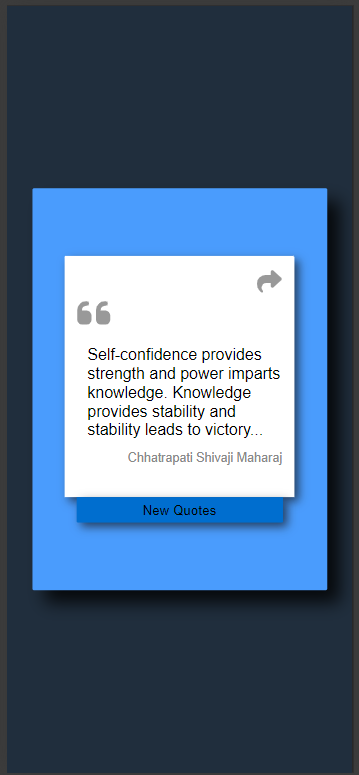 Self-confidence provides
strength and power imparts
knowledge. Knowledge
provides stability and
stability leads to victory...
Chhatrapati Shivaji Maharaj
New Quotes